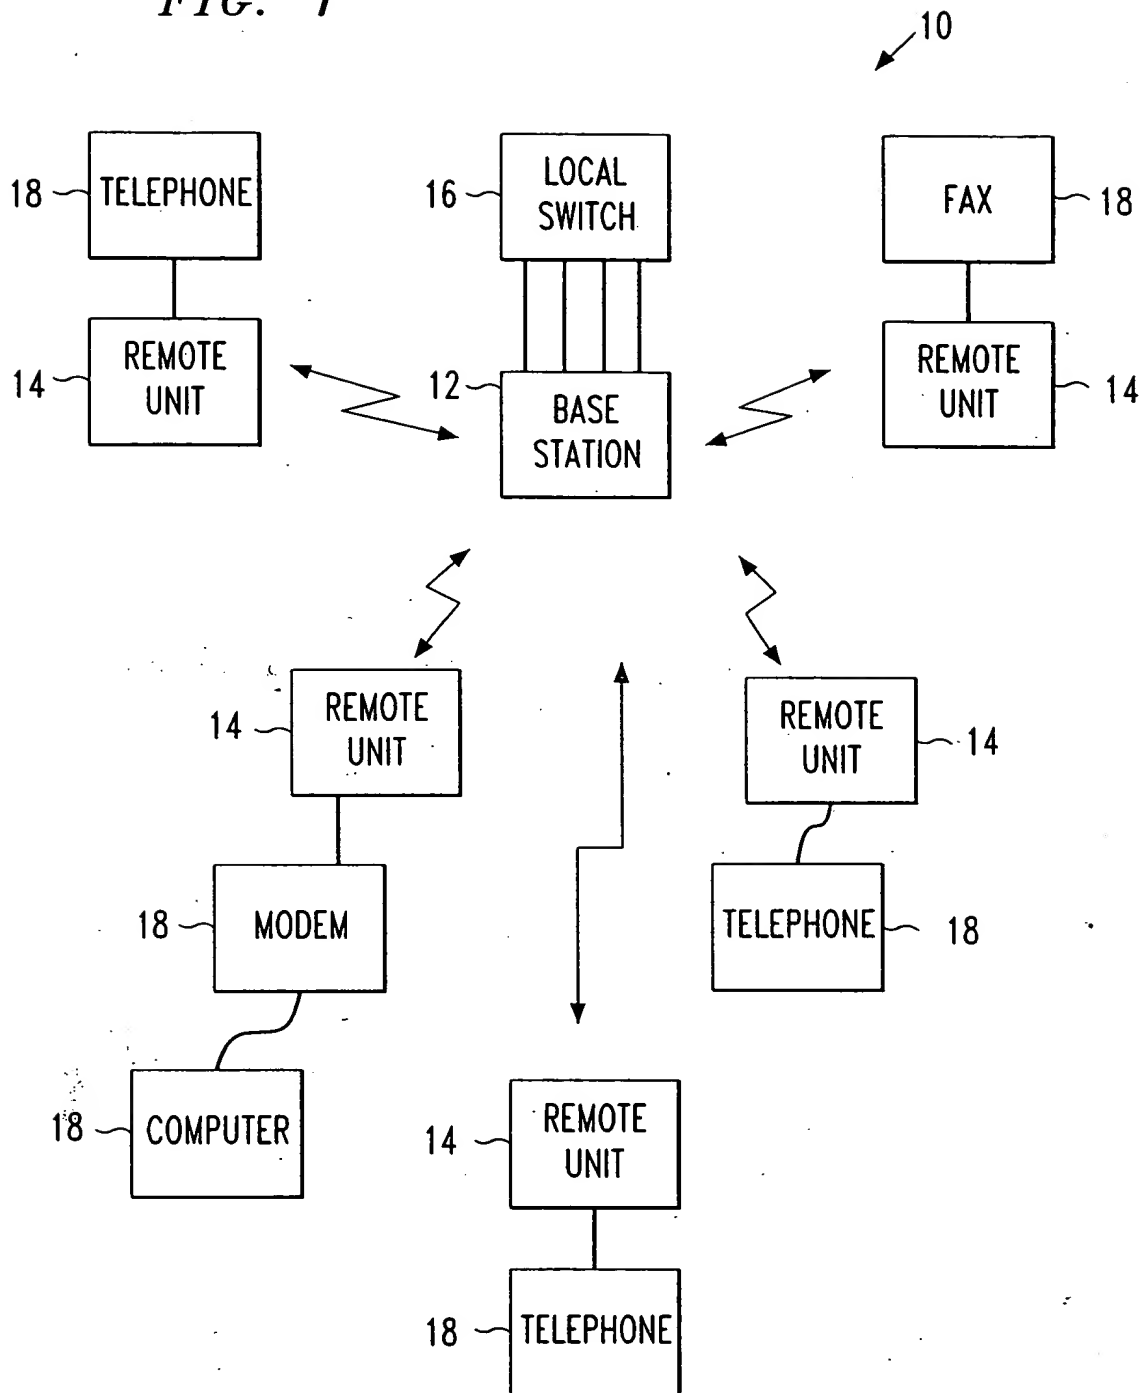 FIG. 1
10
18 TELEPHONE
16 LOCAL SWITCH
FAX 18
14 REMOTE UNIT
12 BASE STATION
REMOTE UNIT 14
14 REMOTE UNIT
REMOTE UNIT 14
18 MODEM
TELEPHONE 18
18 COMPUTER
14 REMOTE UNIT
18 TELEPHONE